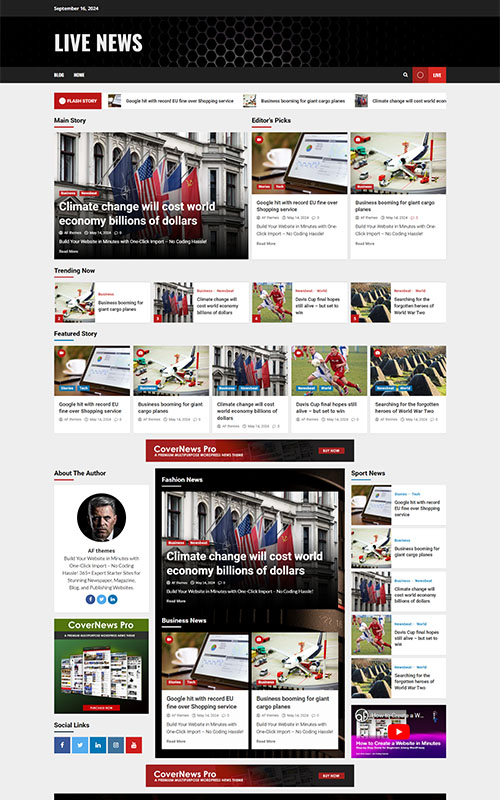 September 16, 2024
LIVE NEWS
BLOG HOME
LIVE
FLASH STORY
Google hit with record EU fine over Shopping service
Business booming for giant cargo planes
Climate change will cost world econ
Main Story
Editor's Picks
Business Newsbeat
Climate change will cost world
economy billions of dollars
AF themes May 14, 2024 0
Build Your Website in Minutes with One-Click Import – No Coding Hassle!
Read More
Stories Tech
Google hit with record EU fine over
Shopping service
AF themes May 14, 2024 0
Build Your Website in Minutes with One-
Click Import – No Coding Hassle!
Read More
Business
Business booming for giant cargo
planes
AF themes May 14, 2024 0
Build Your Website in Minutes with One-
Click Import – No Coding Hassle!
Read More
Trending Now
2
Business
Business booming for
giant cargo planes
3
Business Newsbeat
Climate change will
cost world economy
billions of dollars
4
Newsbeat World
Davis Cup final hopes
still alive – but set to
win
5
Newsbeat World
Searching for the
forgotten heroes of
World War Two
Featured Story
Stories Tech
Google hit with record EU
fine over Shopping service
AF themes May 14, 2024 0
Business
Business booming for giant
cargo planes
AF themes May 14, 2024 0
Business Newsbeat
Climate change will cost
world economy billions of
dollars
AF themes May 14, 2024 0
Newsbeat World
Davis Cup final hopes still
alive – but set to win
AF themes May 14, 2024 0
Newsbeat World
Searching for the forgotten
heroes of World War Two
AF themes May 14, 2024 0
CoverNews Pro
A PREMIUM MULTIPURPOSE WORDPRESS NEWS THEME
BUY NOW
About The Author
AF themes
Build Your Website in Minutes with
One-Click Import – No Coding
Hassle! 365+ Expert Starter Sites for
Stunning Newspaper, Magazine,
Blog, and Publishing Websites
CoverNews Pro
A PREMIUM MULTIPURPOSE WORDPRESS NEWS THEME
PURCHASE NOW
Social Links
Fashion News
Business Newsbeat
Climate change will cost world
economy billions of dollars
AF themes May 14, 2024 0
Build Your Website in Minutes with One-Click Import – No Coding Hassle!
Read More
Business News
Stories Tech
Google hit with record EU
fine over Shopping service
AF themes May 14, 2024 0
Build Your Website in Minutes with
One-Click Import – No Coding Hassle!
Read More
Business
Business booming for giant
cargo planes
AF themes May 14, 2024 0
Build Your Website in Minutes with
One-Click Import – No Coding Hassle!
Read More
Sport News
Stories Tech
Google hit with record
EU fine over Shopping
service
Business
Business booming for
giant cargo planes
Business Newsbeat
Climate change will
cost world economy
billions of dollars
Newsbeat World
Davis Cup final hopes
still alive – but set to
win
Newsbeat World
Searching for the
forgotten heroes of
World War Two
How to Create a W...
How to Create a Website in Minutes
CoverNews Pro
A PREMIUM MULTIPURPOSE WORDPRESS NEWS THEME
BUY NOW